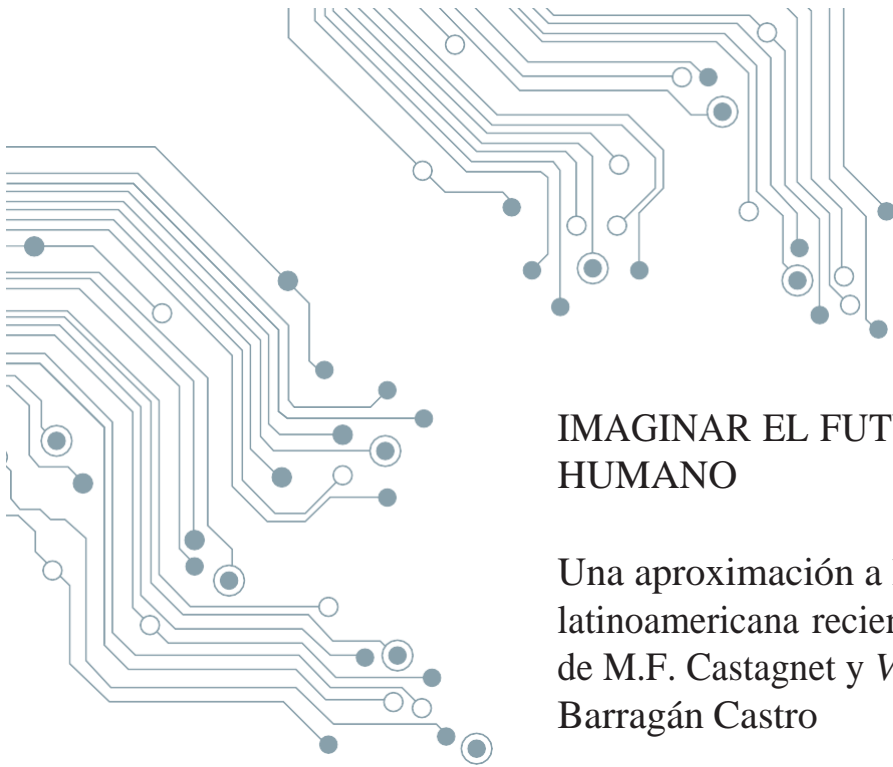 IMAGINAR EL FUT
HUMANO
Una aproximación a
latinoamericana recien
de M.F. Castagnet y
Barragán Castro